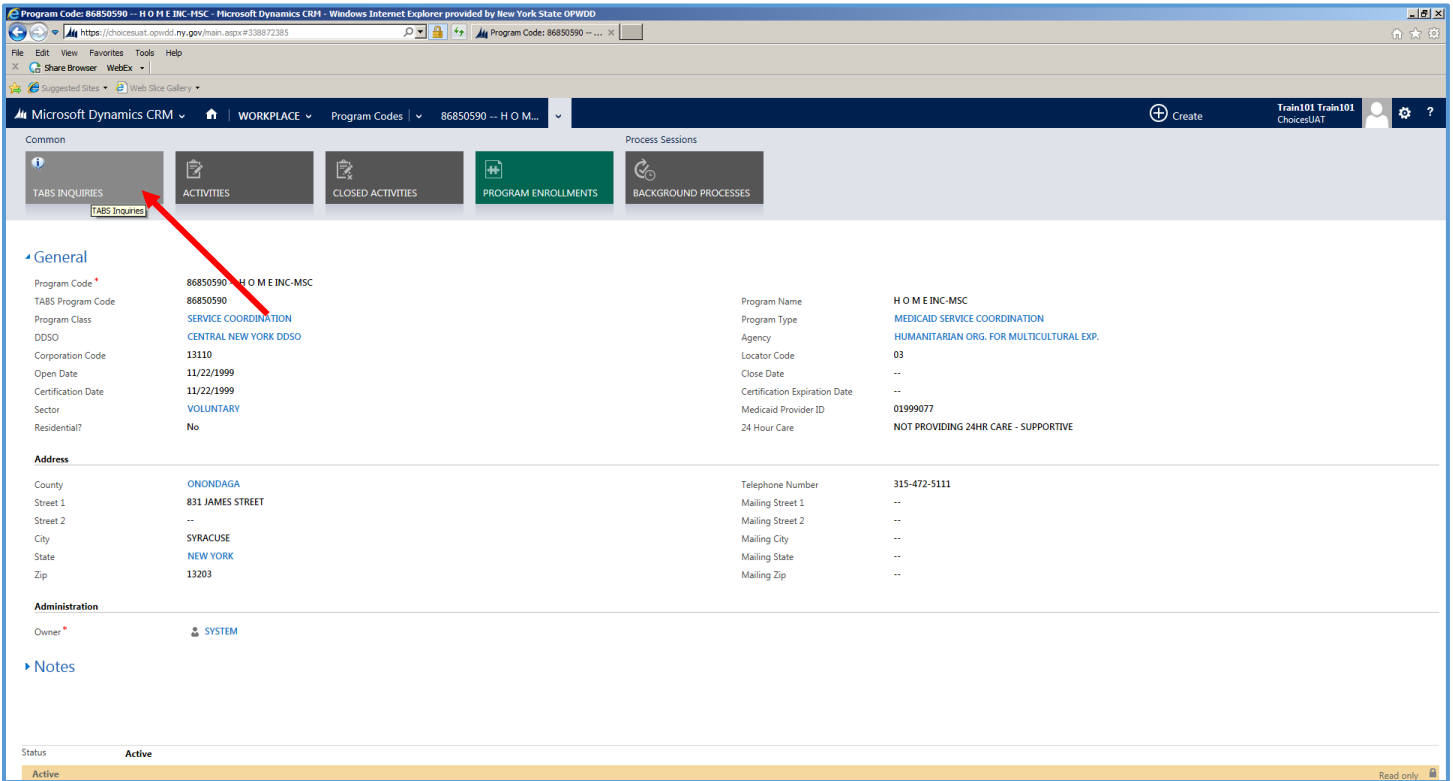 Program Code: 86850590 -- H O M E INC-MSC - Microsoft Dynamics CRM - Windows Internet Explorer provided by New York State OPWDD
https://choicesuat.opwdd.ny.gov/main.aspx#338872385
Program Code: 86850590 -- ...
File Edit View Favorites Tools Help
Share Browser WebEx
Suggested Sites Web Slice Gallery
Microsoft Dynamics CRM WORKPLACE Program Codes 86850590 -- H O M... Create Train101 Train101
ChoicesUAT
?
Common Process Sessions
TABS INQUIRIES ACTIVITIES CLOSED ACTIVITIES PROGRAM ENROLLMENTS BACKGROUND PROCESSES
TABS Inquiries
General
Program Code * 86850590 -- H O M E INC-MSC
TABS Program Code 86850590 Program Name H O M E INC-MSC
Program Class SERVICE COORDINATION Program Type MEDICAID SERVICE COORDINATION
DDSO CENTRAL NEW YORK DDSO Agency HUMANITARIAN ORG. FOR MULTICULTURAL EXP.
Corporation Code 13110 Locator Code 03
Open Date 11/22/1999 Close Date --
Certification Date 11/22/1999 Certification Expiration Date --
Sector VOLUNTARY Medicaid Provider ID 01999077
Residential? No 24 Hour Care NOT PROVIDING 24HR CARE - SUPPORTIVE
Address
County ONONDAGA Telephone Number 315-472-5111
Street 1 831 JAMES STREET Mailing Street 1 --
Street 2 -- Mailing Street 2 --
City SYRACUSE Mailing City --
State NEW YORK Mailing State --
Zip 13203 Mailing Zip --
Administration
Owner * SYSTEM
Notes
Status Active
Active Read only